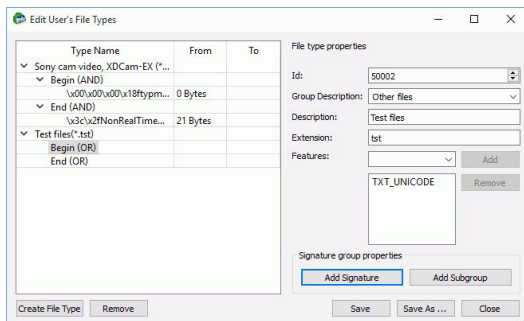 Edit User's File Types
Type Name From To
Sony cam video, XDCam-EX (*...
Begin (AND)
\x00\x00\x00\x18ftypm... 0 Bytes
End (AND)
\x3c\x2fNonRealTime... 21 Bytes
Test files(*.tst)
Begin (OR)
End (OR)
Create File Type Remove
File type properties
Id: 50002
Group Description: Other files
Description: Test files
Extension: tst
Features: Add
TXT_UNICODE Remove
Signature group properties
Add Signature Add Subgroup
Save Save As ... Close